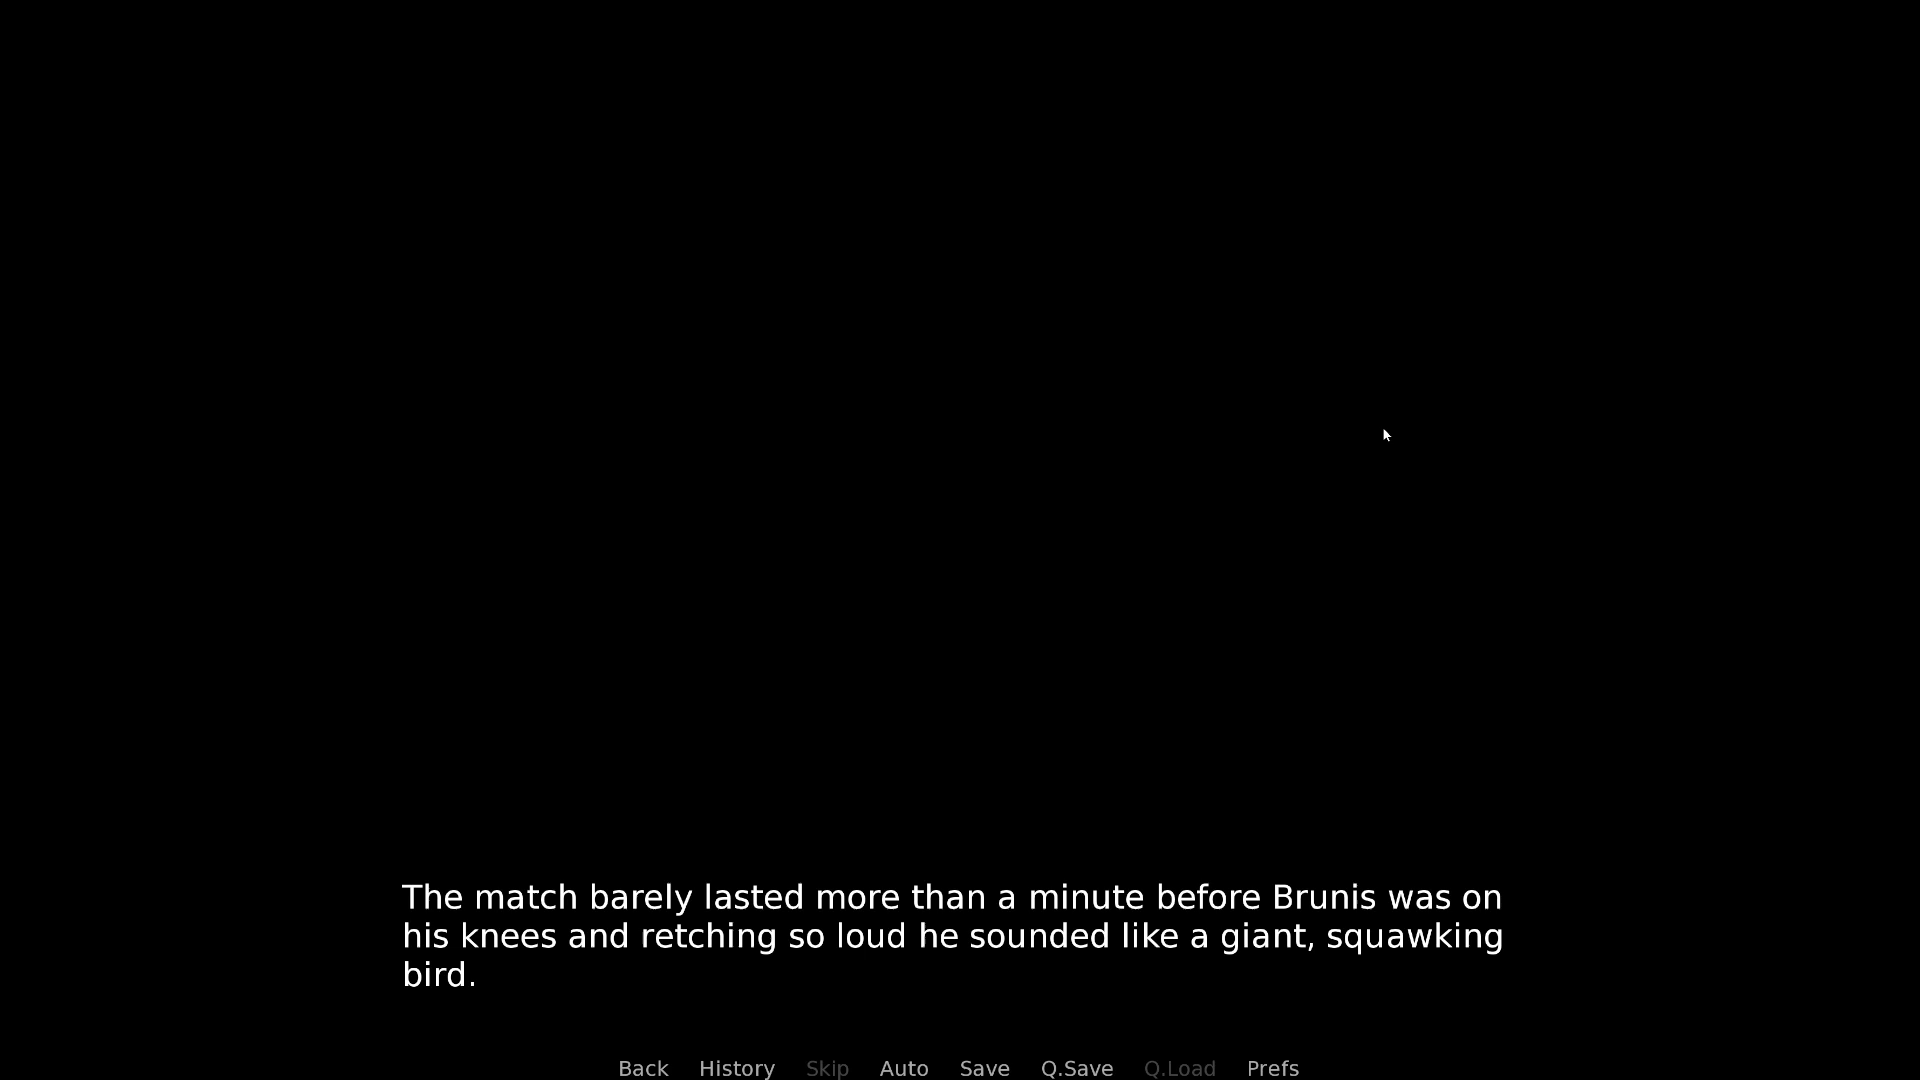 The match barely lasted more than a minute before Brunis was on
his knees and retching so loud he sounded like a giant, squawking
bird.
Back History Skip Auto Save Q.Save Q.Load Prefs